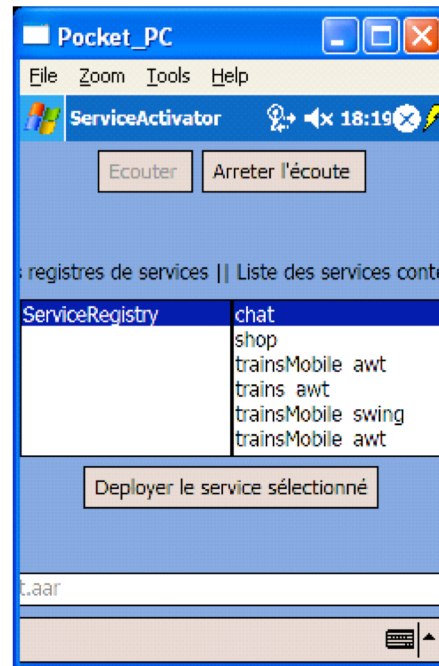 Pocket_PC
File Zoom Tools Help
ServiceActivator 18:19
Ecouter Arreter l'écoute
registres de services || Liste des services
ServiceRegistry chat
shop
trainsMobile awt
trains awt
trainsMobile swing
trainsMobile awt
Deployer le service sélectionné
t.aar